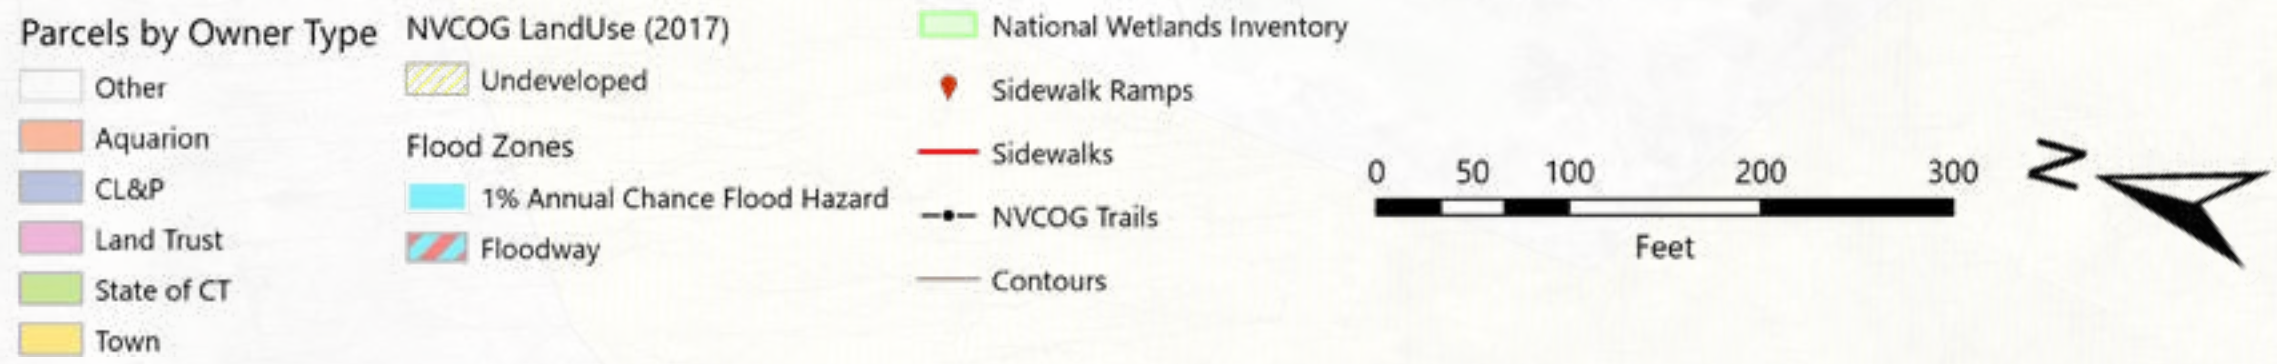 Parcels by Owner Type
Other
Aquarion
CL&P
Land Trust
State of CT
Town
NVCOG LandUse (2017)
Undeveloped
Flood Zones
1% Annual Chance Flood Hazard
Floodway
National Wetlands Inventory
Sidewalk Ramps
Sidewalks
NVCOG Trails
Contours
0 50 100 200 300
Feet
N